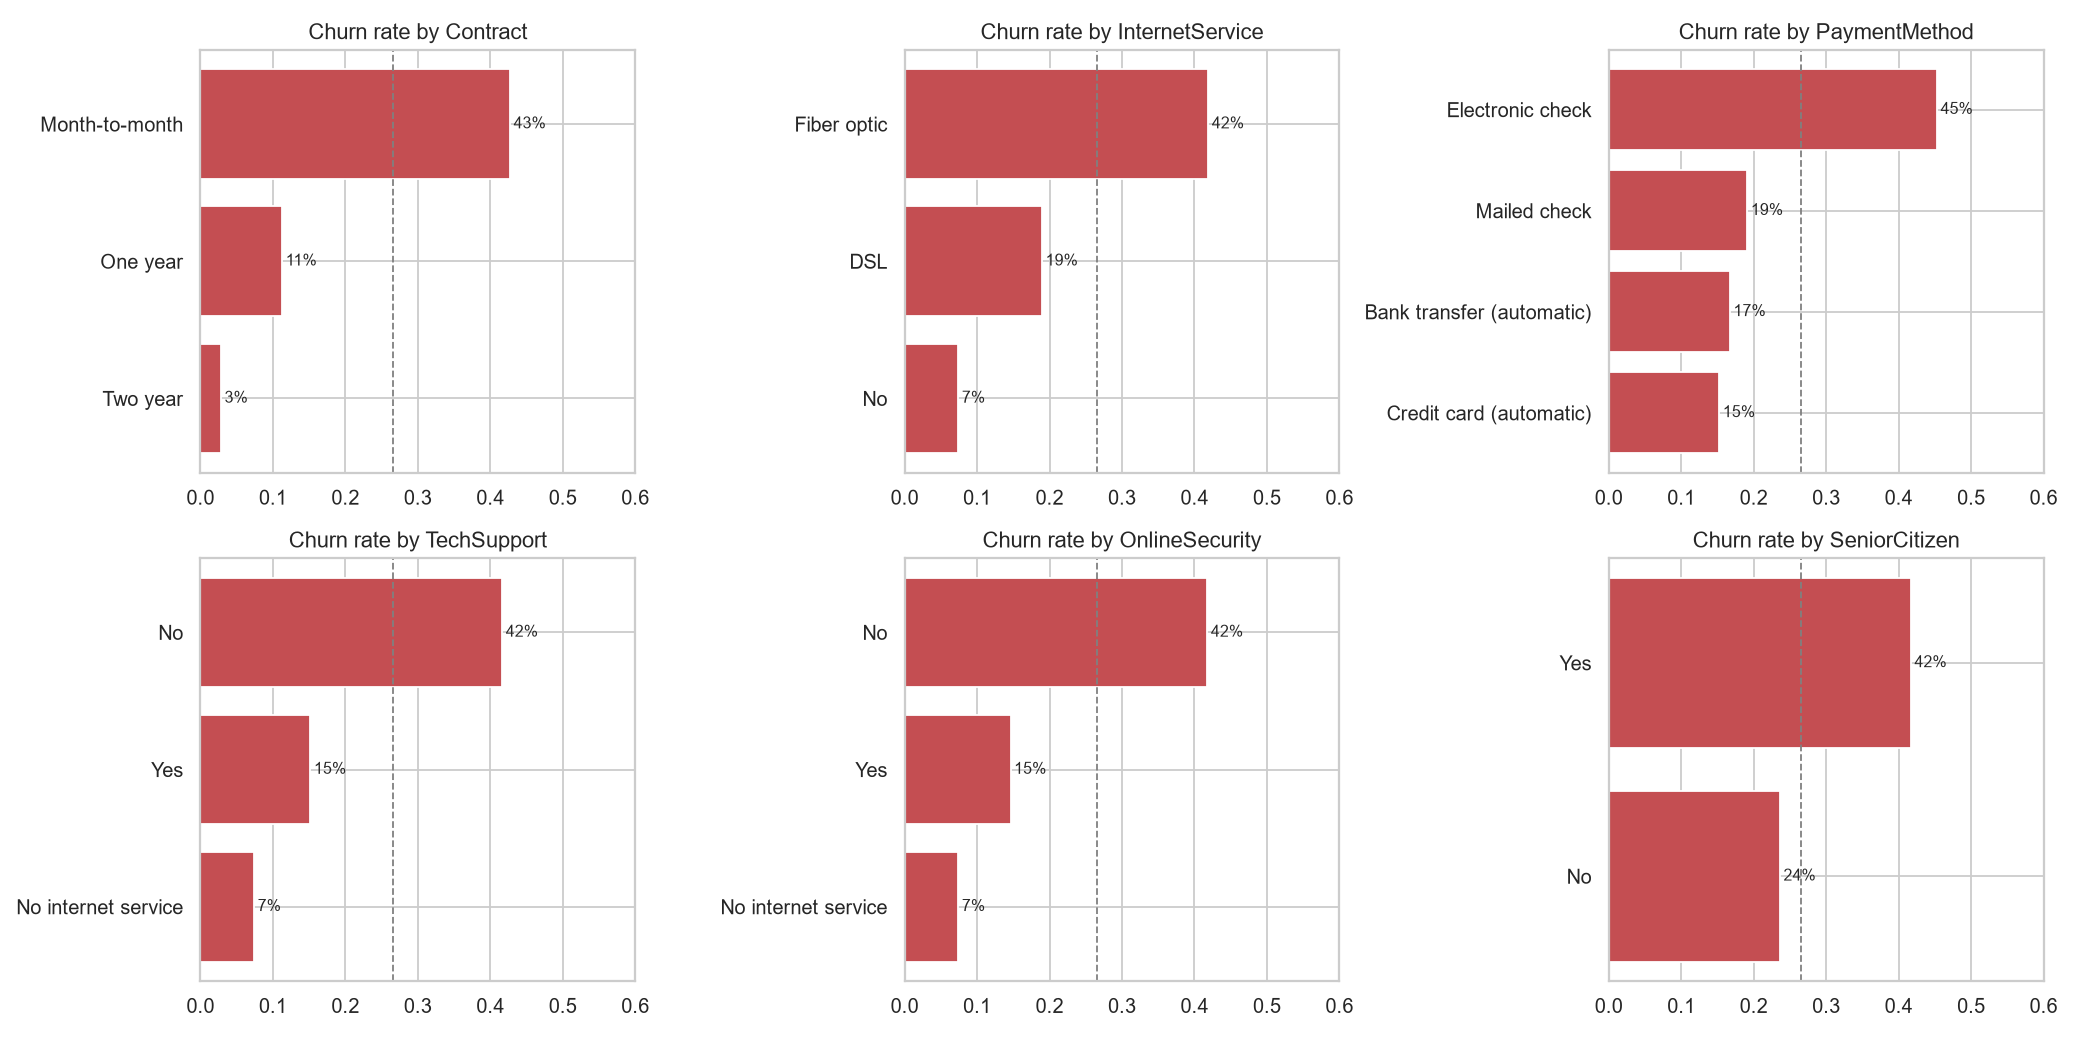 Churn rate by Contract
Month-to-month
43%
One year
11%
Two year
3%
0.0 0.1 0.2 0.3 0.4 0.5 0.6
Churn rate by InternetService
Fiber optic
42%
DSL
19%
No
7%
0.0 0.1 0.2 0.3 0.4 0.5 0.6
Churn rate by PaymentMethod
Electronic check
45%
Mailed check
19%
Bank transfer (automatic)
17%
Credit card (automatic)
15%
0.0 0.1 0.2 0.3 0.4 0.5 0.6
Churn rate by TechSupport
No
42%
Yes
15%
No internet service
7%
0.0 0.1 0.2 0.3 0.4 0.5 0.6
Churn rate by OnlineSecurity
No
42%
Yes
15%
No internet service
7%
0.0 0.1 0.2 0.3 0.4 0.5 0.6
Churn rate by SeniorCitizen
Yes
42%
No
24%
0.0 0.1 0.2 0.3 0.4 0.5 0.6